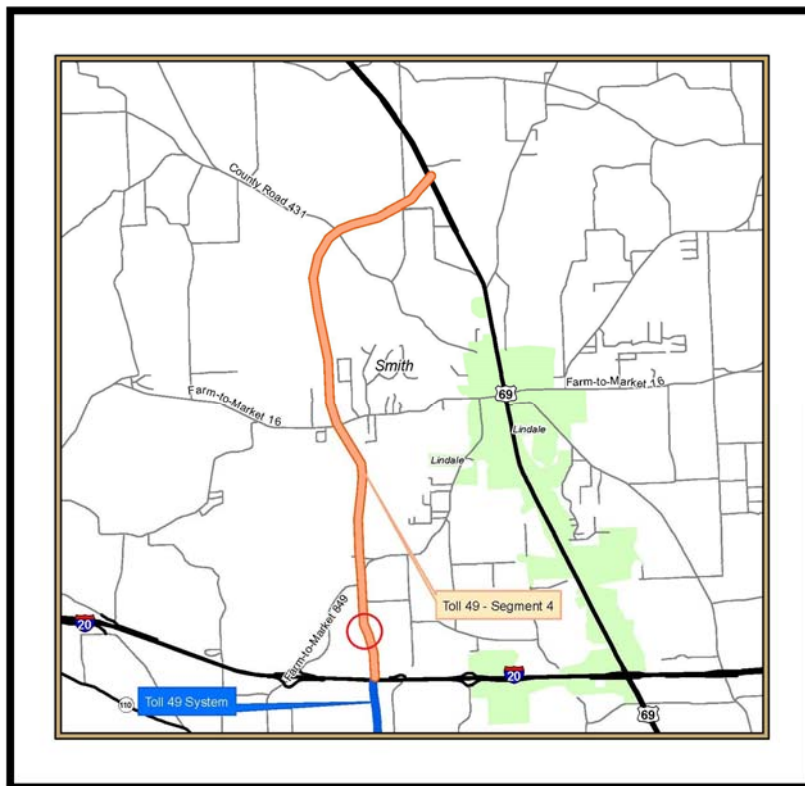 County Road 431
Smith
Farm-to-Market 16
69
Farm-to-Market 16
Lindale
Lindale
Toll 49 - Segment 4
Farm-to-Market 849
20
20
110
Toll 49 System
69